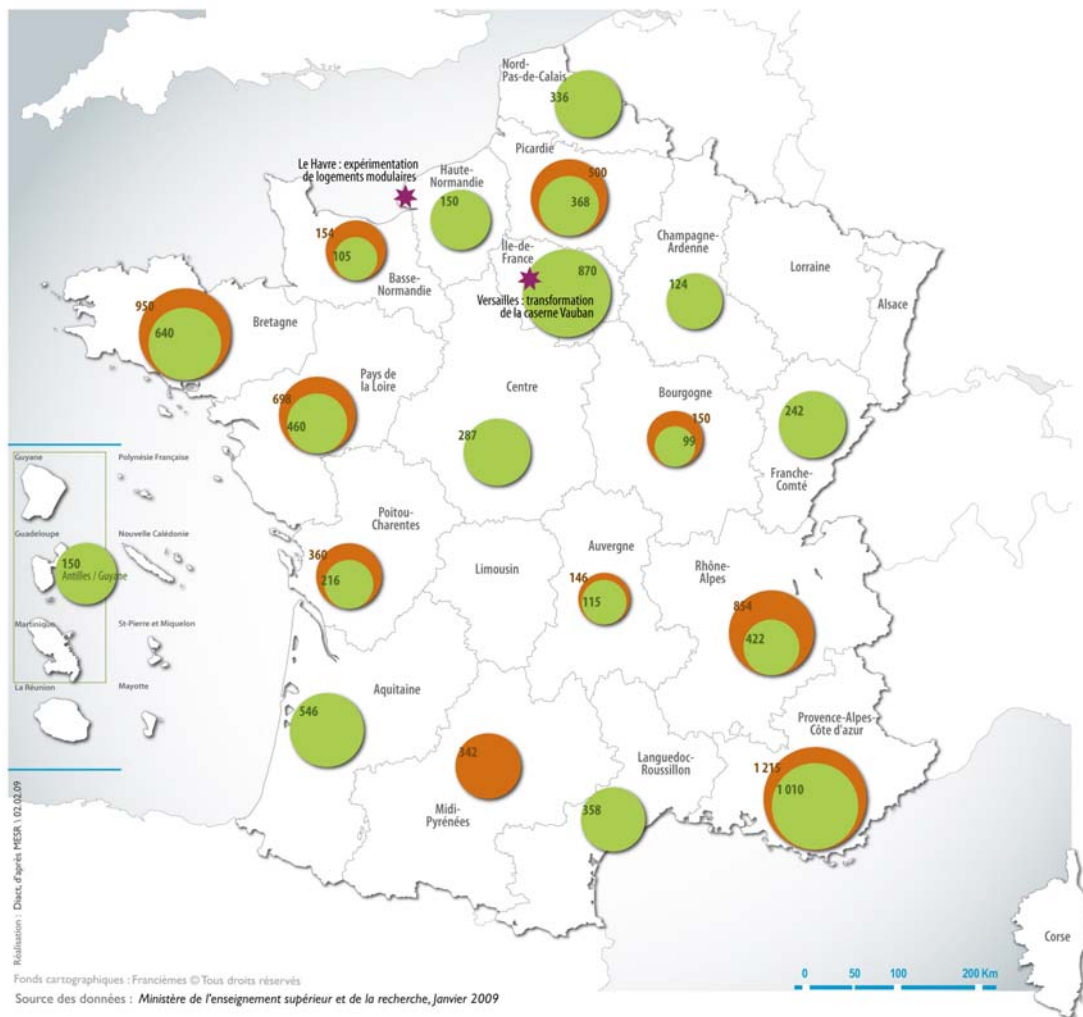 Nord-
Pas-de-Calais
336
Picardie
500
368
Le Havre : expérimentation
de logements modulaires
Haute-
Normandie
150
154
105
Basse-
Normandie
Île-de-
France
870
Versailles : transformation
de la caserne Vauban
Champagne-
Ardenne
124
Lorraine
Alsace
950
640
Bretagne
Pays de
la Loire
698
460
Centre
287
Bourgogne
150
99
242
Franche-
Comté
Guyane
Polynésie Française
Guadeloupe
Nouvelle Calédonie
150
Antilles / Guyane
Martinique
St-Pierre et Miquelon
La Réunion
Mayotte
Poitou-
Charentes
360
216
Limousin
Auvergne
146
115
Rhône-
Alpes
854
422
Aquitaine
546
342
Midi-
Pyrénées
Languedoc-
Roussillon
358
Provence-Alpes-
Côte d'azur
1 215
1 010
Corse
0 50 100 200 Km
Réalisation : Diact, d'après MESR \ 02.02.09
Fonds cartographiques : Francièmes © Tous droits réservés
Source des données : Ministère de l'enseignement supérieur et de la recherche, Janvier 2009